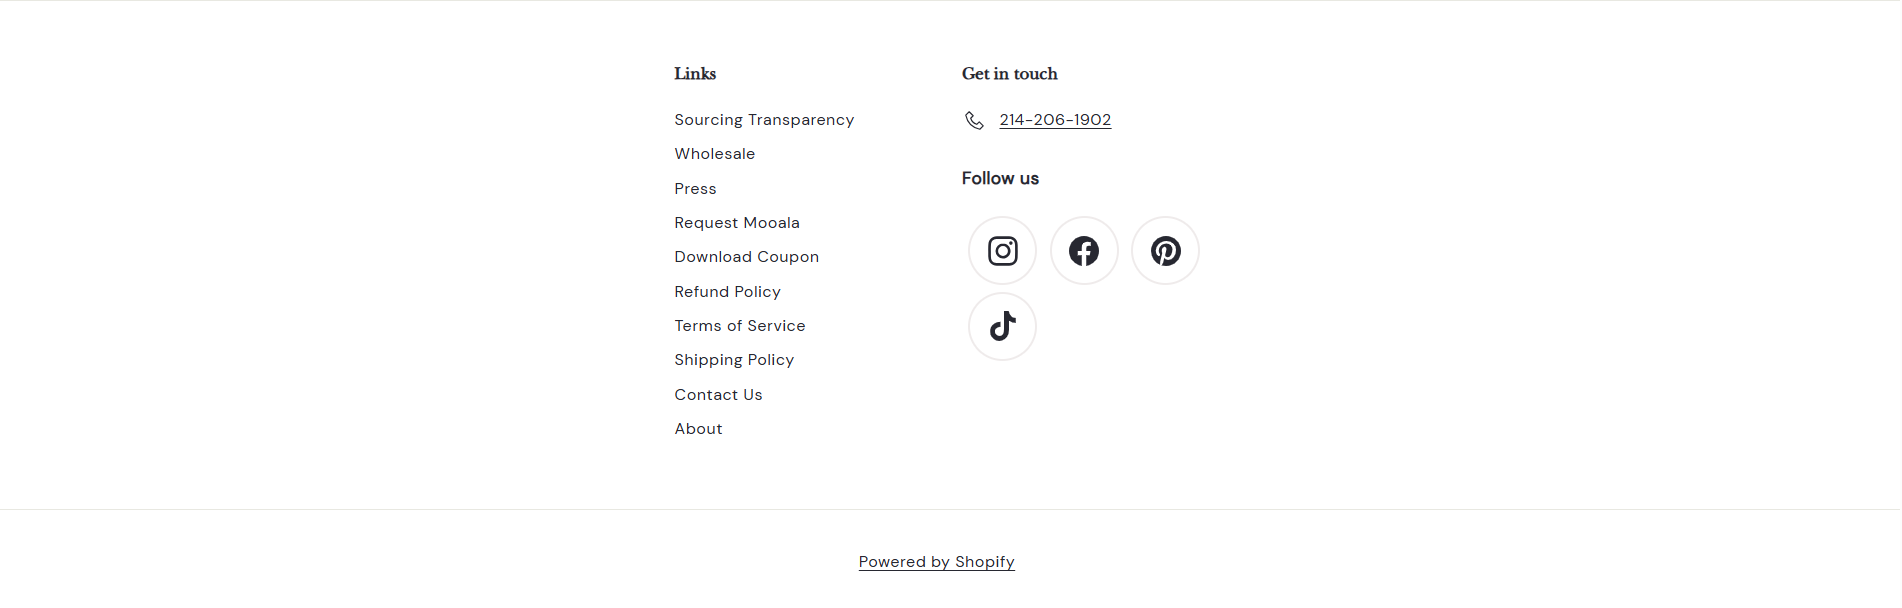 Links
Sourcing Transparency
Wholesale
Press
Request Mooala
Download Coupon
Refund Policy
Terms of Service
Shipping Policy
Contact Us
About
Get in touch
214-206-1902
Follow us
Powered by Shopify